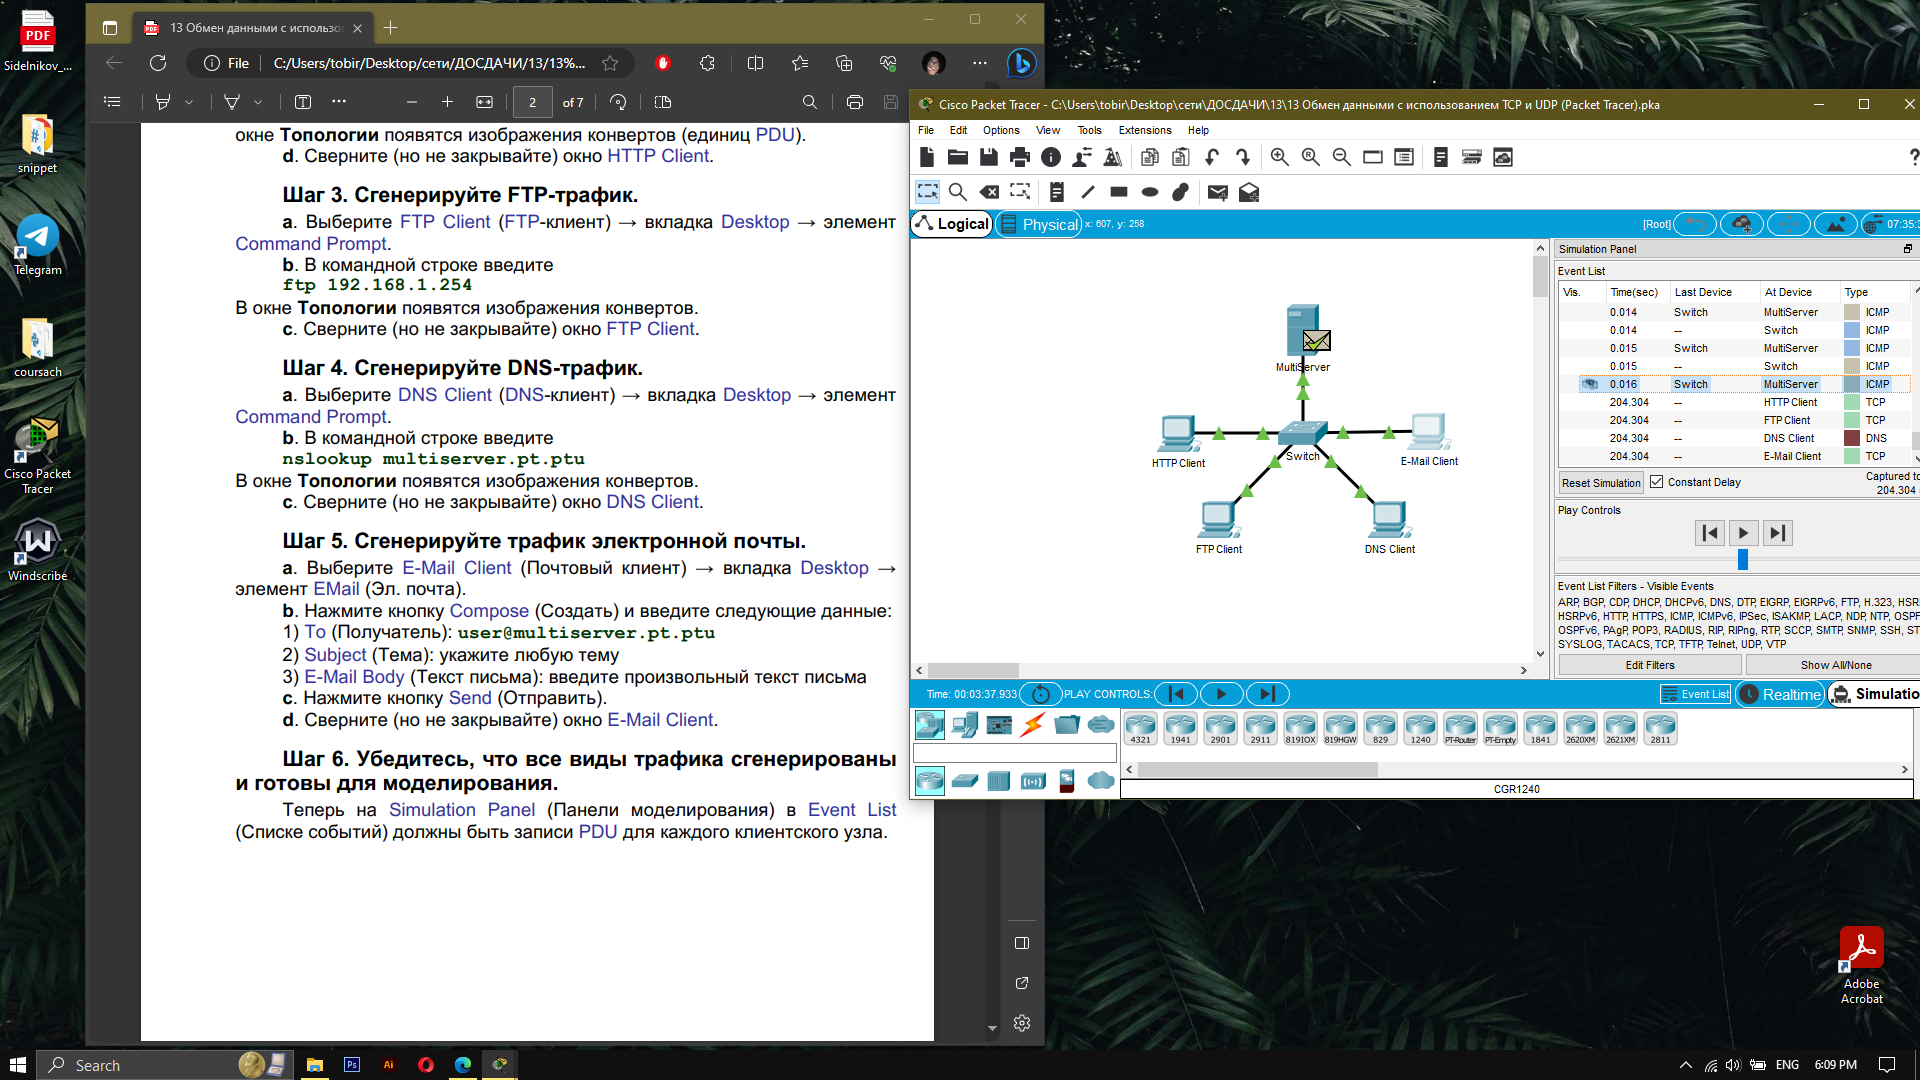 Sidelnikov_...
snippet
Telegram
coursach
Cisco Packet
Tracer
Windscribe
Adobe
Acrobat
13 Обмен данными с использо
File
C:/Users/tobir/Desktop/сети/ДОСДАЧИ/13/13%...
2
of 7
окне Топологии появятся изображения конвертов (единиц PDU).
d. Сверните (но не закрывайте) окно HTTP Client.
Шаг 3. Сгенерируйте FTP-трафик.
a. Выберите FTP Client (FTP-клиент) → вкладка Desktop → элемент
Command Prompt.
b. В командной строке введите
ftp 192.168.1.254
В окне Топологии появятся изображения конвертов.
c. Сверните (но не закрывайте) окно FTP Client.
Шаг 4. Сгенерируйте DNS-трафик.
a. Выберите DNS Client (DNS-клиент) → вкладка Desktop → элемент
Command Prompt.
b. В командной строке введите
nslookup multiserver.pt.ptu
В окне Топологии появятся изображения конвертов.
c. Сверните (но не закрывайте) окно DNS Client.
Шаг 5. Сгенерируйте трафик электронной почты.
a. Выберите E-Mail Client (Почтовый клиент) → вкладка Desktop →
элемент EMail (Эл. почта).
b. Нажмите кнопку Compose (Создать) и введите следующие данные:
1) To (Получатель): user@multiserver.pt.ptu
2) Subject (Тема): укажите любую тему
3) E-Mail Body (Текст письма): введите произвольный текст письма
c. Нажмите кнопку Send (Отправить).
d. Сверните (но не закрывайте) окно E-Mail Client.
Шаг 6. Убедитесь, что все виды трафика сгенерированы
и готовы для моделирования.
Теперь на Simulation Panel (Панели моделирования) в Event List
(Списке событий) должны быть записи PDU для каждого клиентского узла.
Cisco Packet Tracer - C:\Users\tobir\Desktop\сети\ДОСДАЧИ\13\13 Обмен данными с использованием TCP и UDP (Packet Tracer).pka
File Edit Options View Tools Extensions Help
Logical Physical x: 607, y: 258 [Root] 07:35:3
MultiServer
HTTP Client
Switch
E-Mail Client
FTP Client
DNS Client
Simulation Panel
Event List
Vis. Time(sec) Last Device At Device Type
0.014 Switch MultiServer ICMP
0.014 -- Switch ICMP
0.015 Switch MultiServer ICMP
0.015 -- Switch ICMP
0.016 Switch MultiServer ICMP
204.304 -- HTTP Client TCP
204.304 -- FTP Client TCP
204.304 -- DNS Client DNS
204.304 -- E-Mail Client TCP
Reset Simulation Constant Delay Captured to
204.304
Play Controls
Event List Filters - Visible Events
ARP, BGP, CDP, DHCP, DHCPv6, DNS, DTP, EIGRP, EIGRPv6, FTP, H.323, HSR
HSRPv6, HTTP, HTTPS, ICMP, ICMPv6, IPSec, ISAKMP, LACP, NDP, NTP, OSPF
OSPFv6, PAgP, POP3, RADIUS, RIP, RIPng, RTP, SCCP, SMTP, SNMP, SSH, ST
SYSLOG, TACACS, TCP, TFTP, Telnet, UDP, VTP
Edit Filters Show All/None
Time: 00:03:37.933 PLAY CONTROLS: Event List Realtime Simulatio
4321 1941 2901 2911 819IOX 819HGW 829 1240 PT-Router PT-Empty 1841 2620XM 2621XM 2811
CGR1240
Search
Ps
Ai
ENG
6:09 PM